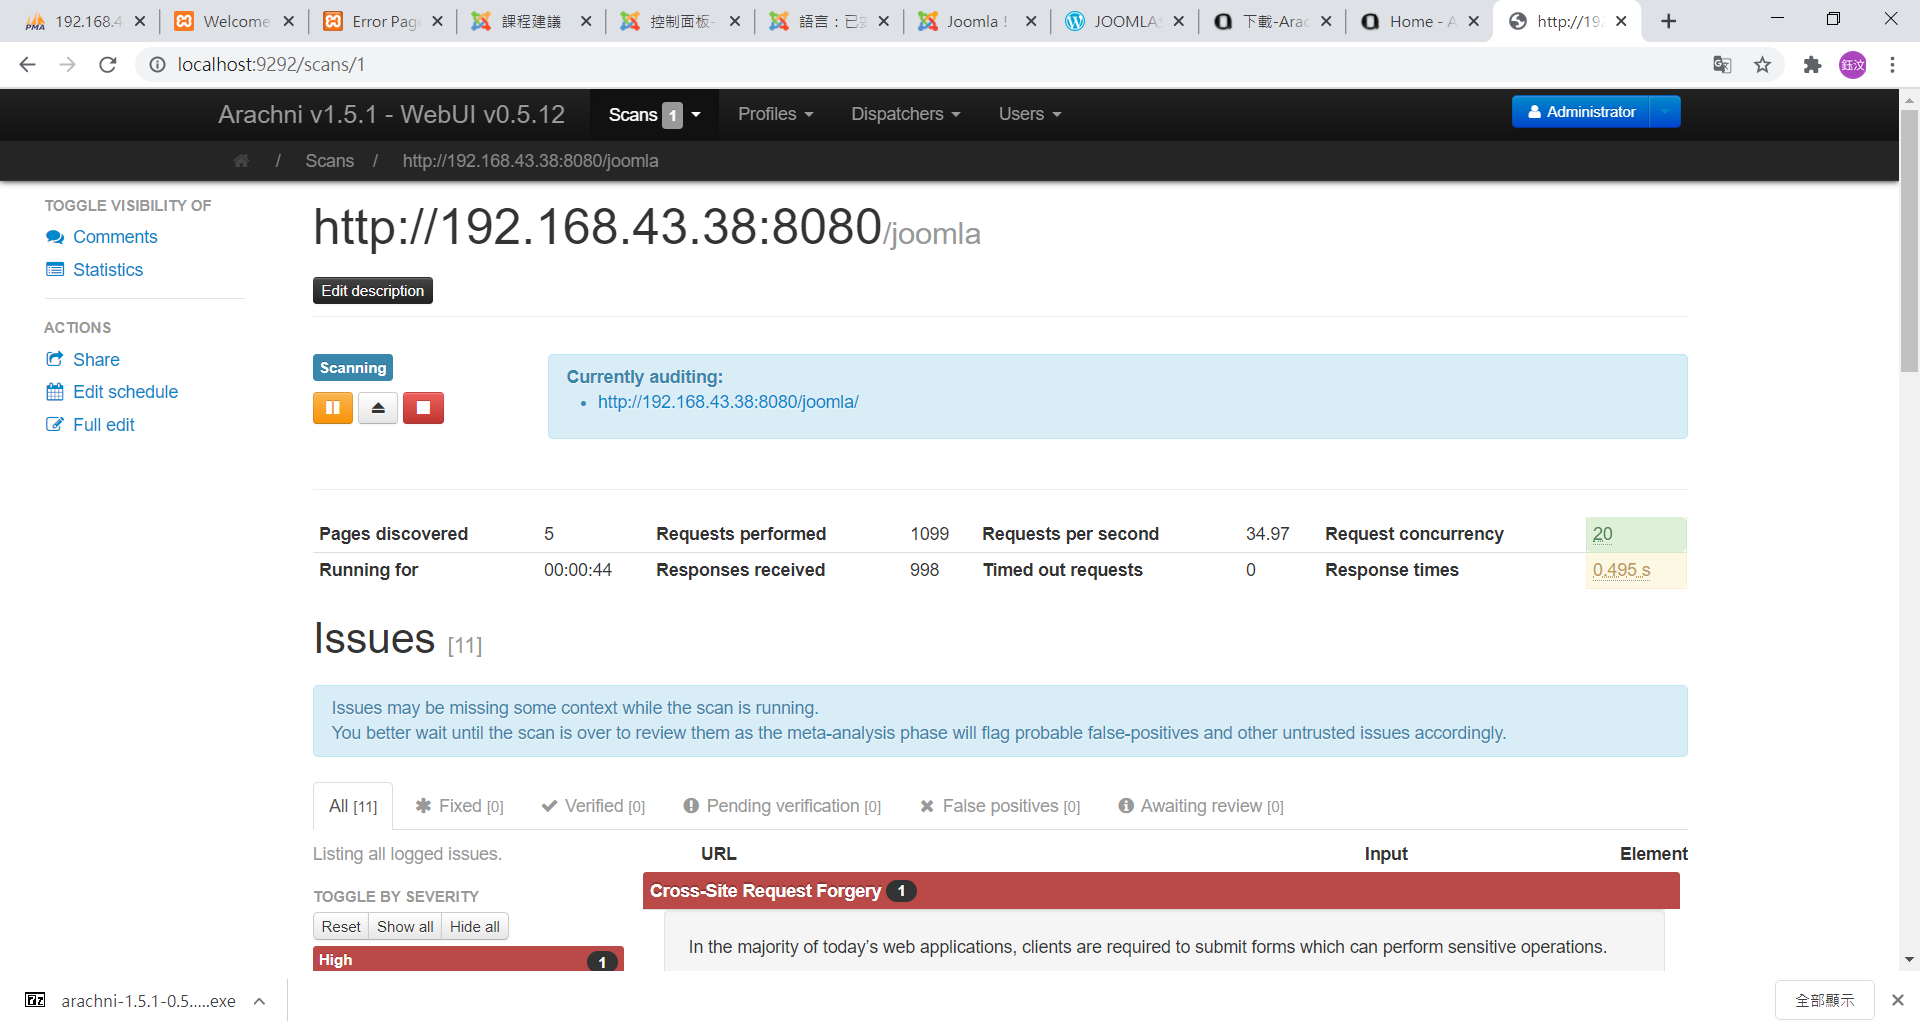 192.168.4
Welcome
Error Page
課程建議
控制面板-
語言：已安
Joomla !
JOOMLA
下載-Arac
Home - A
http://192
localhost:9292/scans/1
鈺汶
Arachni v1.5.1 - WebUI v0.5.12
Scans 1
Profiles
Dispatchers
Users
Administrator
/ Scans / http://192.168.43.38:8080/joomla
TOGGLE VISIBILITY OF
Comments
Statistics
ACTIONS
Share
Edit schedule
Full edit
http://192.168.43.38:8080/joomla
Edit description
Scanning
Currently auditing:
http://192.168.43.38:8080/joomla/
Pages discovered 5 Requests performed 1099 Requests per second 34.97 Request concurrency 20
Running for 00:00:44 Responses received 998 Timed out requests 0 Response times 0.495 s
Issues [11]
Issues may be missing some context while the scan is running.
You better wait until the scan is over to review them as the meta-analysis phase will flag probable false-positives and other untrusted issues accordingly.
All [11]
Fixed [0]
Verified [0]
Pending verification [0]
False positives [0]
Awaiting review [0]
Listing all logged issues.
URL Input Element
TOGGLE BY SEVERITY
Reset Show all Hide all
High 1
Cross-Site Request Forgery 1
In the majority of today's web applications, clients are required to submit forms which can perform sensitive operations.
arachni-1.5.1-0.5.....exe
全部顯示